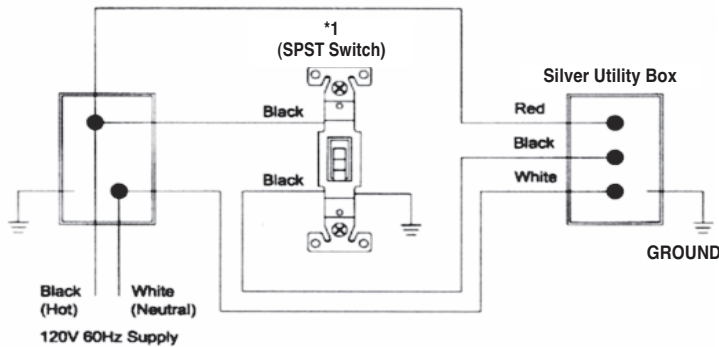 *1
(SPST Switch)
Silver Utility Box
Black
Red
Black
Black
White
GROUND
Black
(Hot)
White
(Neutral)
120V 60Hz Supply